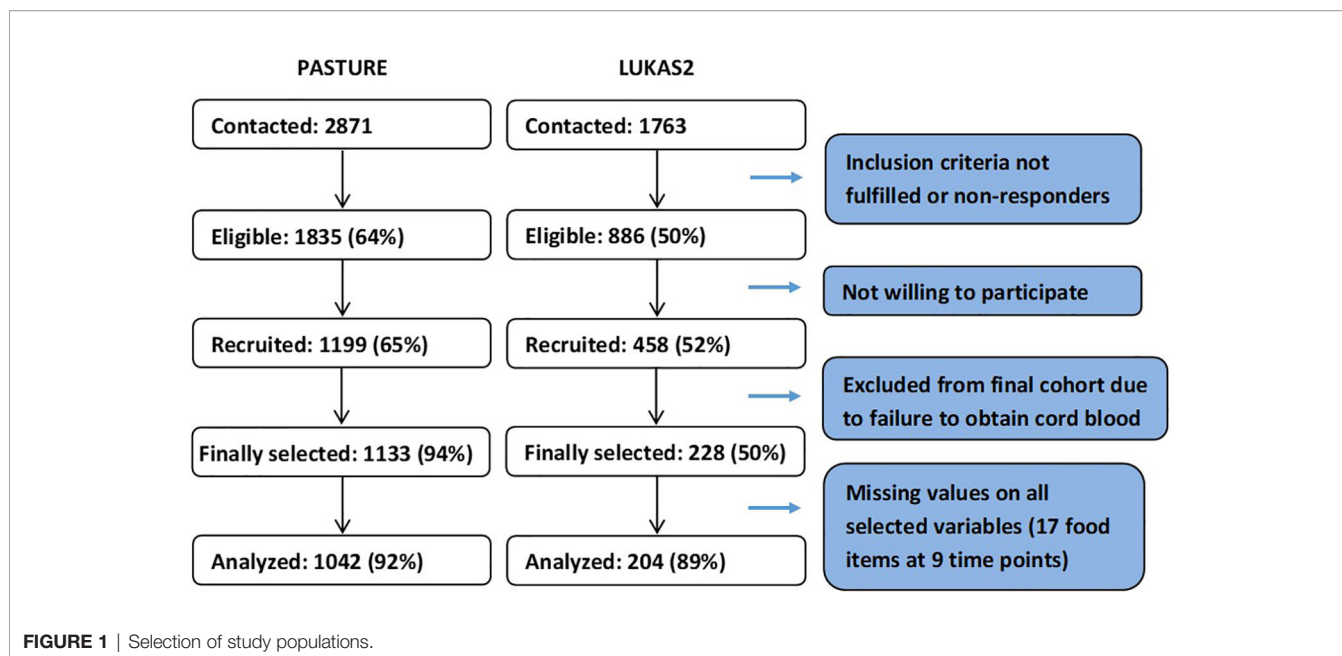 PASTURE
LUKAS2
Contacted: 2871
Contacted: 1763
Inclusion criteria not
fulfilled or non-responders
Eligible: 1835 (64%)
Eligible: 886 (50%)
Not willing to participate
Recruited: 1199 (65%)
Recruited: 458 (52%)
Excluded from final cohort due
to failure to obtain cord blood
Finally selected: 1133 (94%)
Finally selected: 228 (50%)
Missing values on all
selected variables (17 food
items at 9 time points)
Analyzed: 1042 (92%)
Analyzed: 204 (89%)
FIGURE 1 | Selection of study populations.